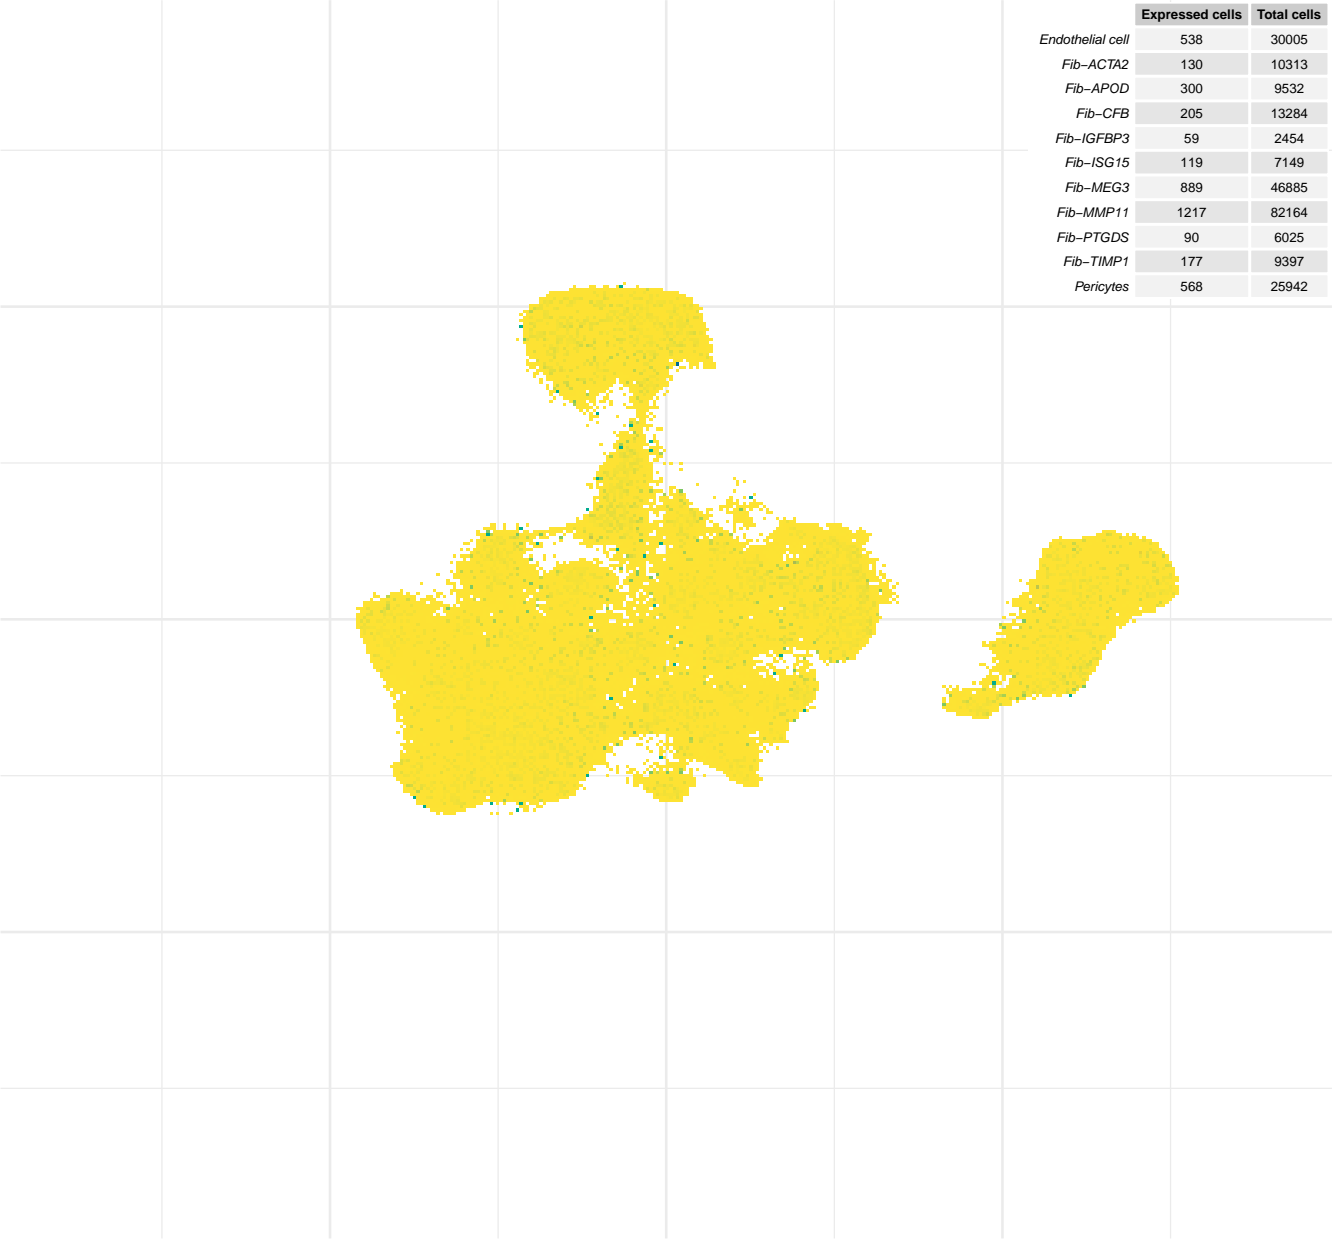 Expressed cells Total cells
Endothelial cell 538 30005
Fib−ACTA2 130 10313
Fib−APOD 300 9532
Fib−CFB 205 13284
Fib−IGFBP3 59 2454
Fib−ISG15 119 7149
Fib−MEG3 889 46885
Fib−MMP11 1217 82164
Fib−PTGDS 90 6025
Fib−TIMP1 177 9397
Pericytes 568 25942